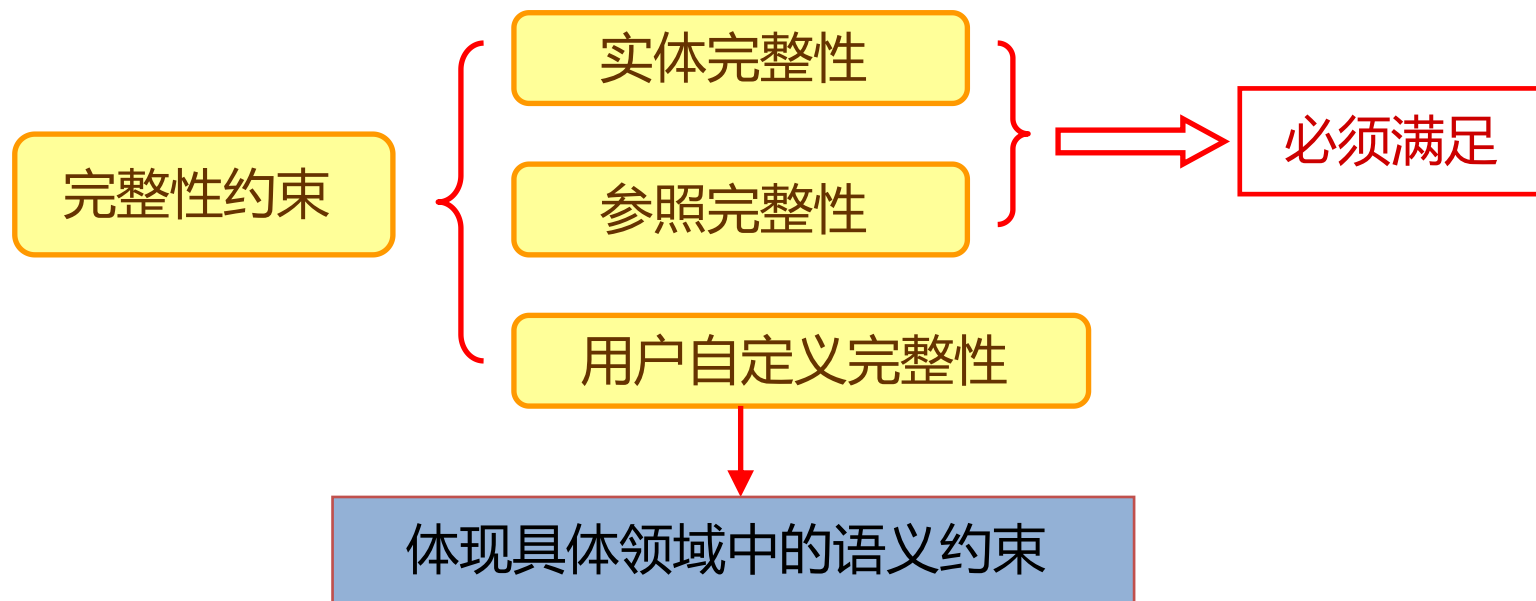 实体完整性
必须满足
完整性约束
参照完整性
用户自定义完整性
体现具体领域中的语义约束